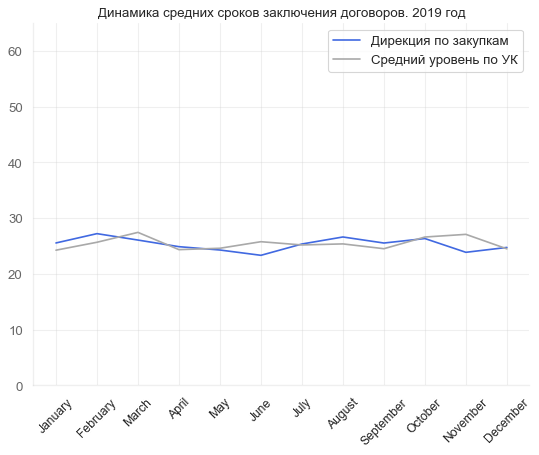 Динамика средних сроков заключения договоров. 2019 год
Дирекция по закупкам
Средний уровень по УК
60
50
40
30
20
10
0
January
February
March
April
May
June
July
August
September
October
November
December